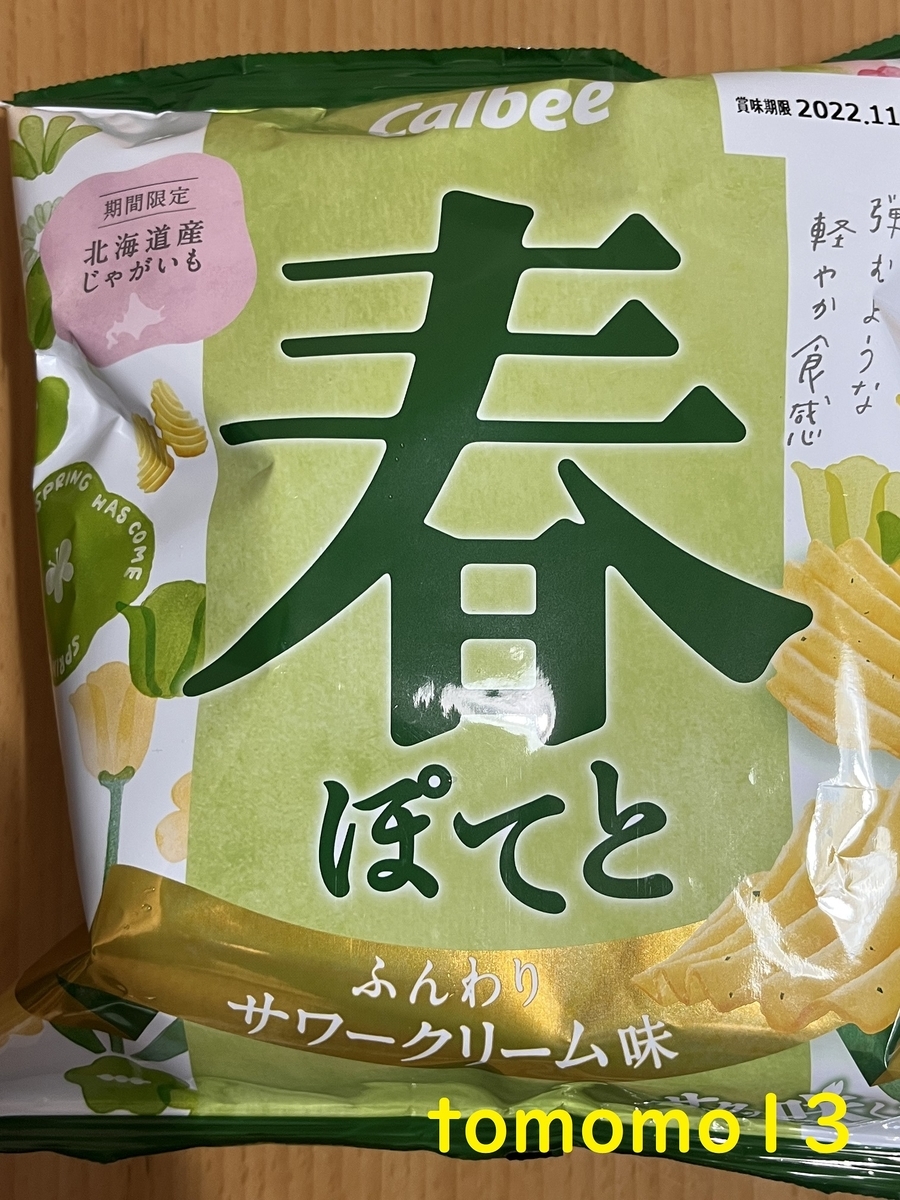 Calbee
賞味期限 2022.11
期間限定
北海道産
じゃがいも
弾むような
軽やか食感
SPRING HAS COME
春
ぽてと
ふんわり
サワークリーム味
tomomo13